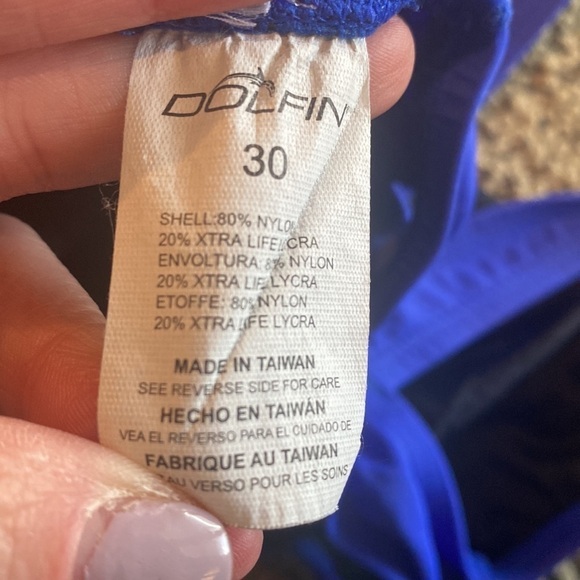 DOLFIN
30
SHELL:80% NYLON
20% XTRA LIFE LYCRA
ENVOLTURA 8% NYLON
20% XTRA LIFE LYCRA
ETOFFE: 80% NYLON
20% XTRA LIFE LYCRA
MADE IN TAIWAN
SEE REVERSE SIDE FOR CARE
HECHO EN TAIWÁN
VEA EL REVERSO PARA EL CUIDADO DE
FABRIQUE AU TAIWAN
AU VERSO POUR LES SOINS